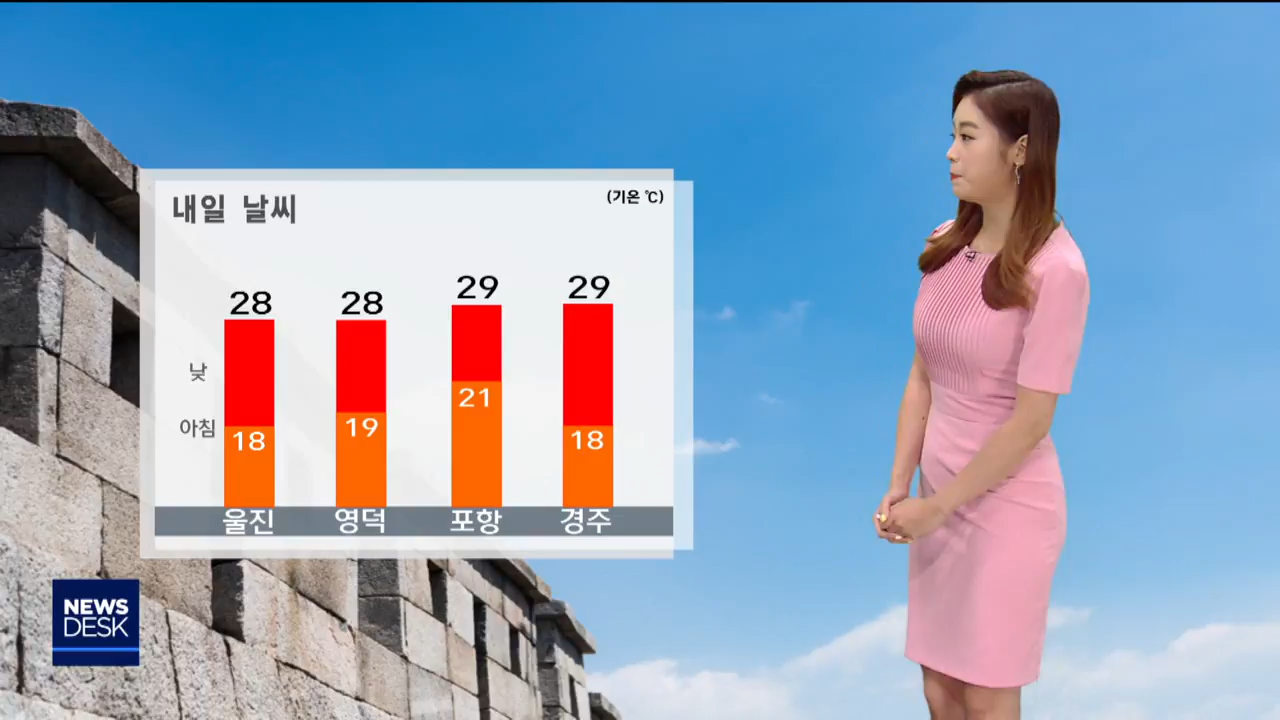 내일 날씨
(기온 ℃)
28 28 29 29
낮
아침
18 19 21 18
울진 영덕 포항 경주
NEWS
DESK